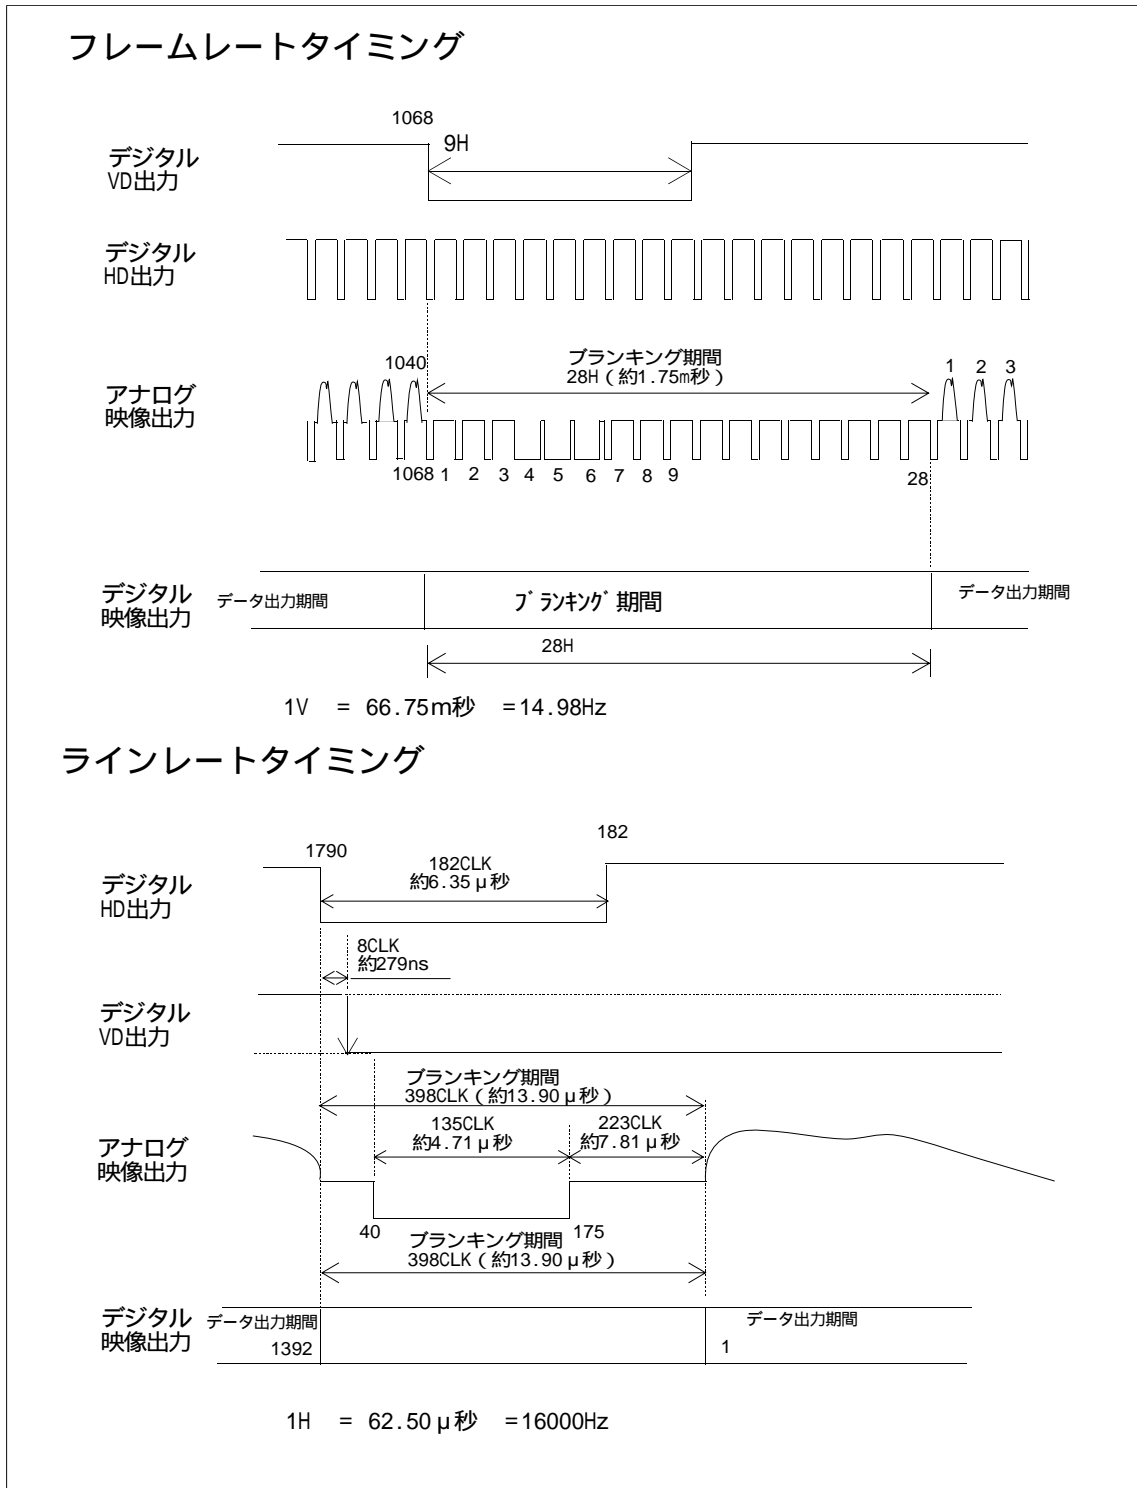 フレームレートタイミング
1068
9H
デジタル
VD出力
デジタル
HD出力
ブランキング期間
28H（約1.75m秒）
1040
1 2 3
アナログ
映像出力
1068 1 2 3 4 5 6 7 8 9 28
デジタル
映像出力
データ出力期間
ブランキング期間
データ出力期間
28H
1V = 66.75m秒 =14.98Hz
ラインレートタイミング
1790
182
182CLK
約6.35μ秒
デジタル
HD出力
8CLK
約279ns
デジタル
VD出力
ブランキング期間
398CLK（約13.90μ秒）
135CLK
約4.71μ秒
223CLK
約7.81μ秒
アナログ
映像出力
40
175
ブランキング期間
398CLK（約13.90μ秒）
デジタル
映像出力
データ出力期間
1392
データ出力期間
1
1H = 62.50μ秒 =16000Hz